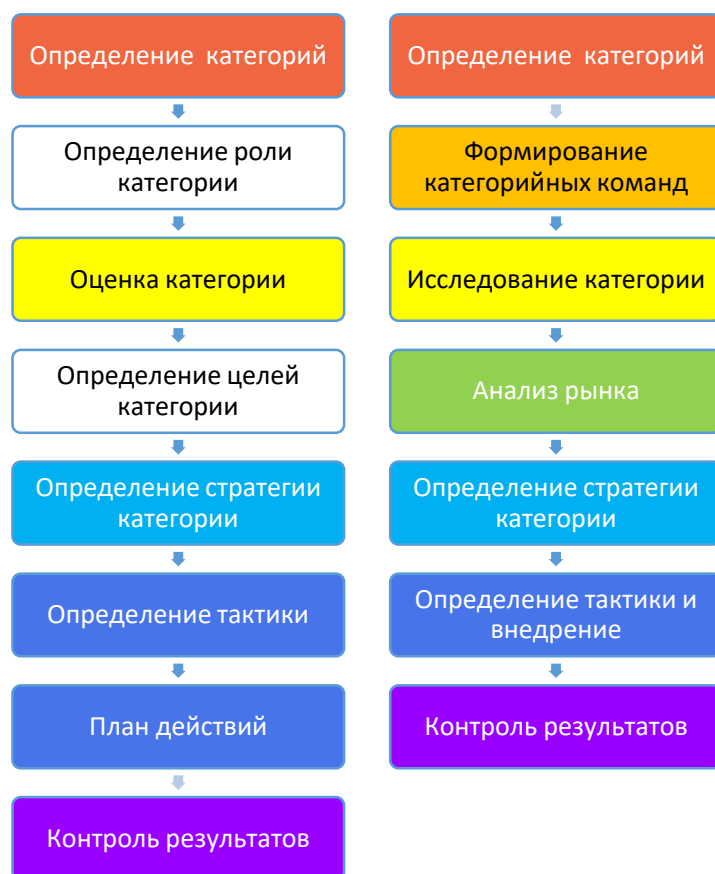 Определение категорий
Определение роли
категории
Оценка категории
Определение целей
категории
Определение стратегии
категории
Определение тактики
План действий
Контроль результатов
Определение категорий
Формирование
категорийных команд
Исследование категории
Анализ рынка
Определение стратегии
категории
Определение тактики и
внедрение
Контроль результатов